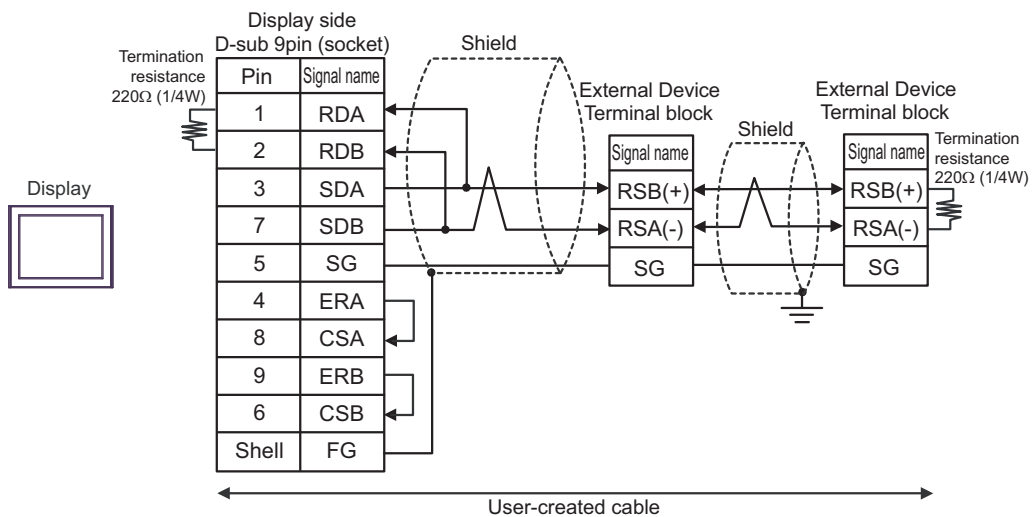 Display side
D-sub 9pin (socket)
Termination
resistance
220Ω (1/4W)
Pin Signal name
1 RDA
2 RDB
3 SDA
7 SDB
5 SG
4 ERA
8 CSA
9 ERB
6 CSB
Shell FG
Display
Shield
External Device
Terminal block
Signal name
RSB(+)
RSA(-)
SG
Shield
External Device
Terminal block
Signal name
RSB(+)
RSA(-)
SG
Termination
resistance
220Ω (1/4W)
User-created cable